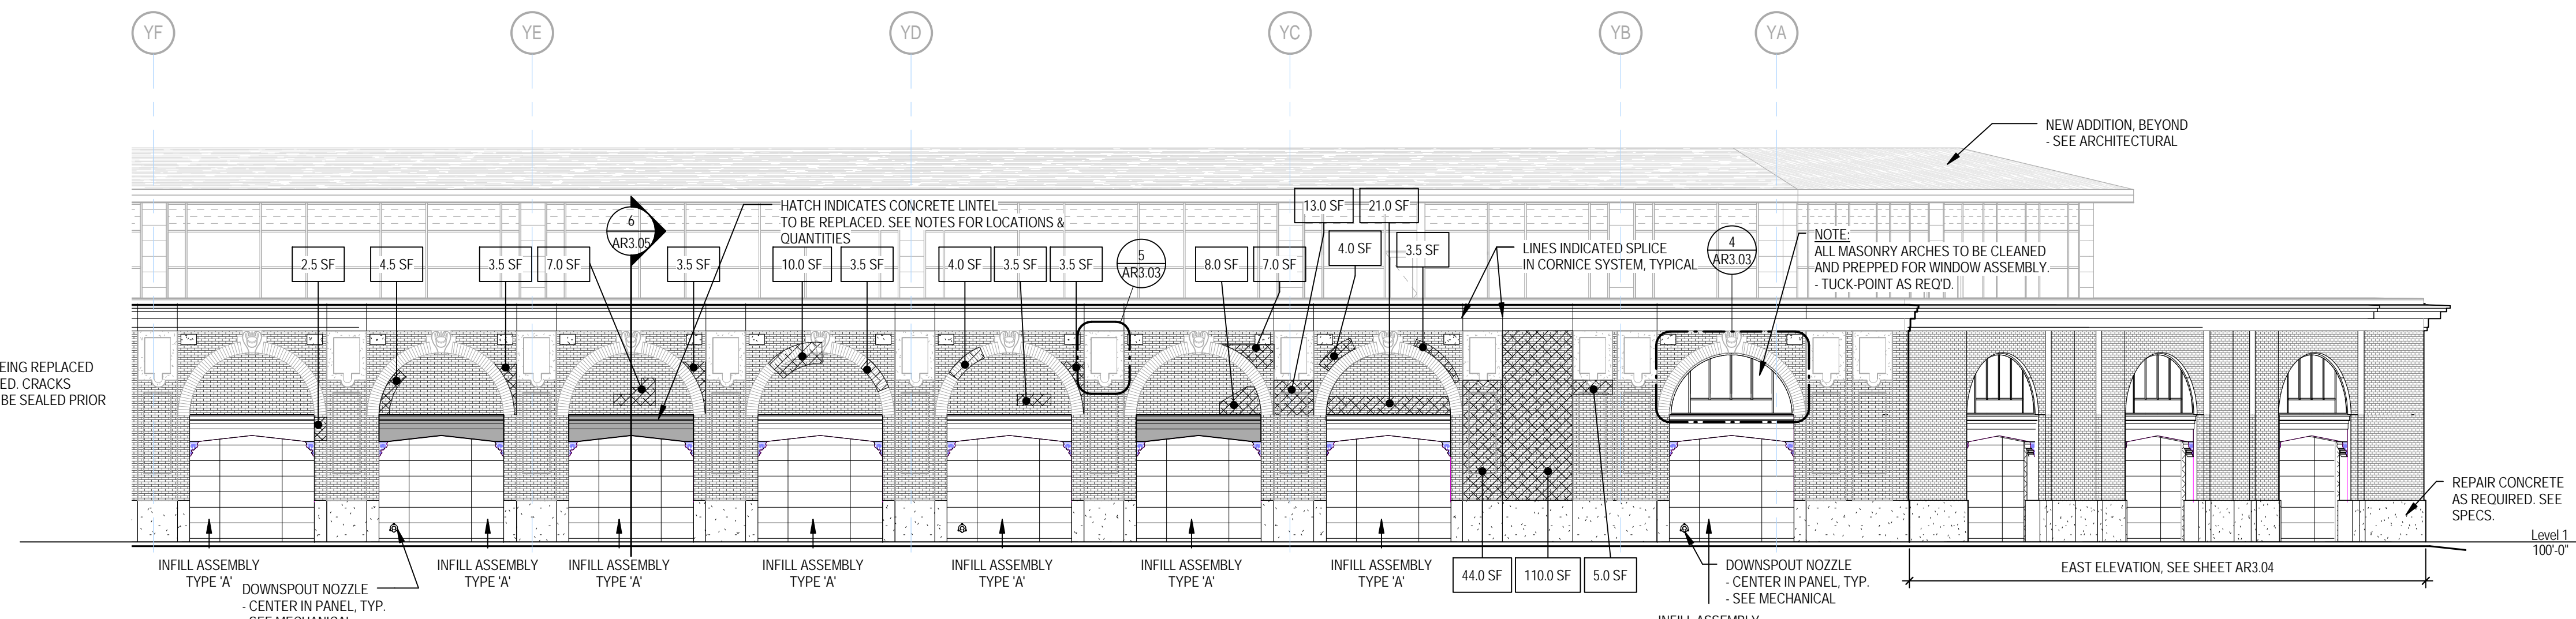 YF
YE
YD
YC
YB
YA
NEW ADDITION, BEYOND
- SEE ARCHITECTURAL
13.0 SF
21.0 SF
HATCH INDICATES CONCRETE LINTEL
TO BE REPLACED. SEE NOTES FOR LOCATIONS &
QUANTITIES
6
AR3.05
2.5 SF
4.5 SF
3.5 SF
7.0 SF
3.5 SF
10.0 SF
3.5 SF
4.0 SF
3.5 SF
3.5 SF
5
AR3.03
8.0 SF
7.0 SF
4.0 SF
3.5 SF
LINES INDICATED SPLICE
IN CORNICE SYSTEM, TYPICAL
4
AR3.03
NOTE:
ALL MASONRY ARCHES TO BE CLEANED
AND PREPPED FOR WINDOW ASSEMBLY.
- TUCK-POINT AS REQ'D.
EING REPLACED
ED. CRACKS
BE SEALED PRIOR
REPAIR CONCRETE
AS REQUIRED. SEE
SPECS.
Level 1
100'-0"
INFILL ASSEMBLY
TYPE 'A'
DOWNSPOUT NOZZLE
- CENTER IN PANEL, TYP.
- SEE MECHANICAL
INFILL ASSEMBLY
TYPE 'A'
INFILL ASSEMBLY
TYPE 'A'
INFILL ASSEMBLY
TYPE 'A'
INFILL ASSEMBLY
TYPE 'A'
INFILL ASSEMBLY
TYPE 'A'
INFILL ASSEMBLY
TYPE 'A'
44.0 SF
110.0 SF
5.0 SF
DOWNSPOUT NOZZLE
- CENTER IN PANEL, TYP.
- SEE MECHANICAL
INFILL ASSEMBLY
EAST ELEVATION, SEE SHEET AR3.04